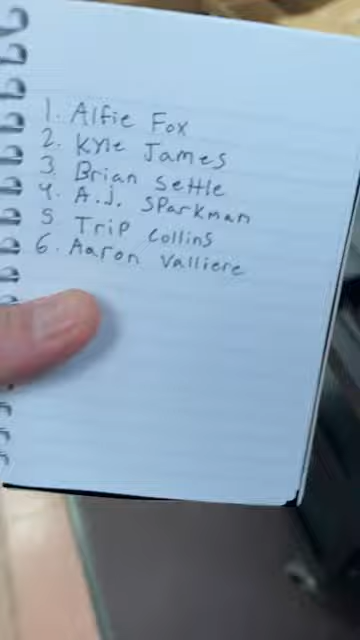 1. Alfie Fox
2. Kyle James
3. Brian Settle
4. A.J. Sparkman
5 Trip Collins
6. Aaron Valliere